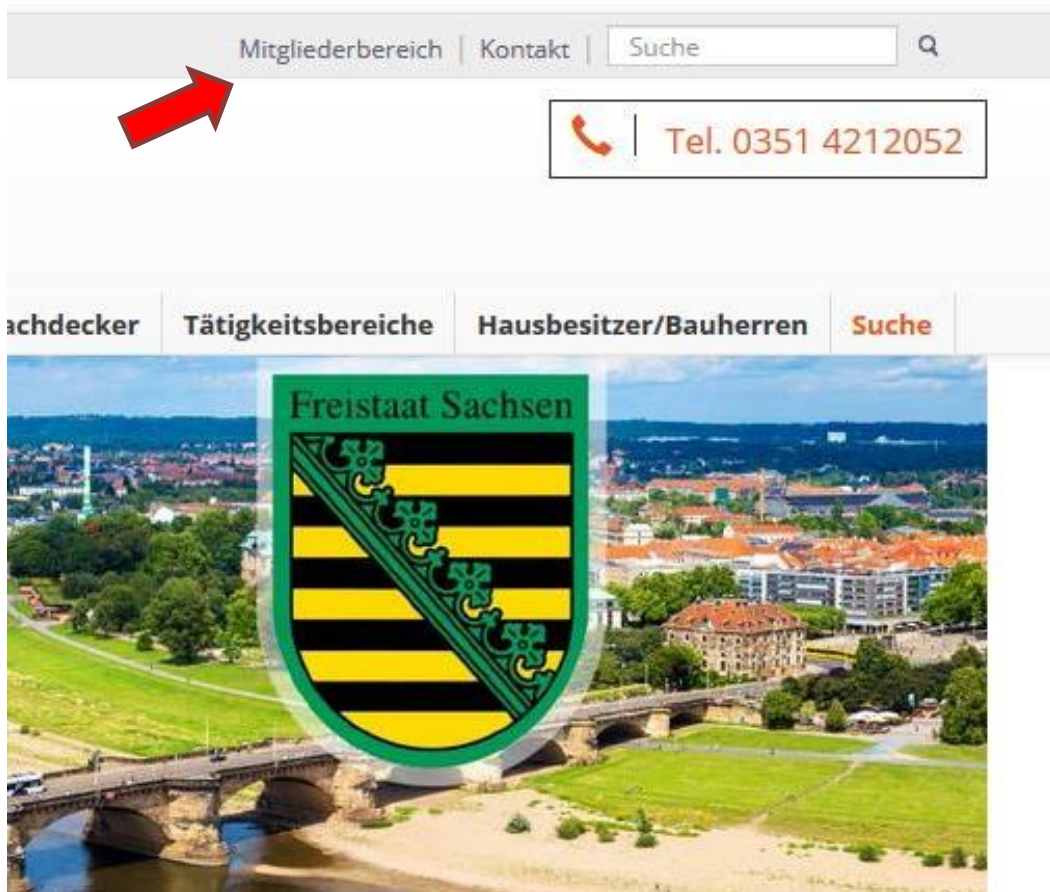 Mitgliederbereich | Kontakt | Suche
Tel. 0351 4212052
achdecker Tätigkeitsbereiche Hausbesitzer/Bauherren Suche
Freistaat Sachsen